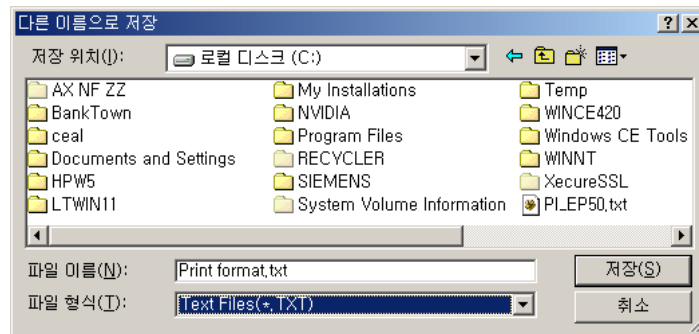 다른 이름으로 저장
저장 위치(I): 로컬 디스크 (C:)
AX NF ZZ My Installations Temp
BankTown NVIDIA WINCE420
ceal Program Files Windows CE Tools
Documents and Settings RECYCLER WINNT
HPW5 SIEMENS XecureSSL
LTWIN11 System Volume Information PI_EP50,txt
파일 이름(N): Print format,txt 저장(S)
파일 형식(T): Text Files(*,TXT) 취소